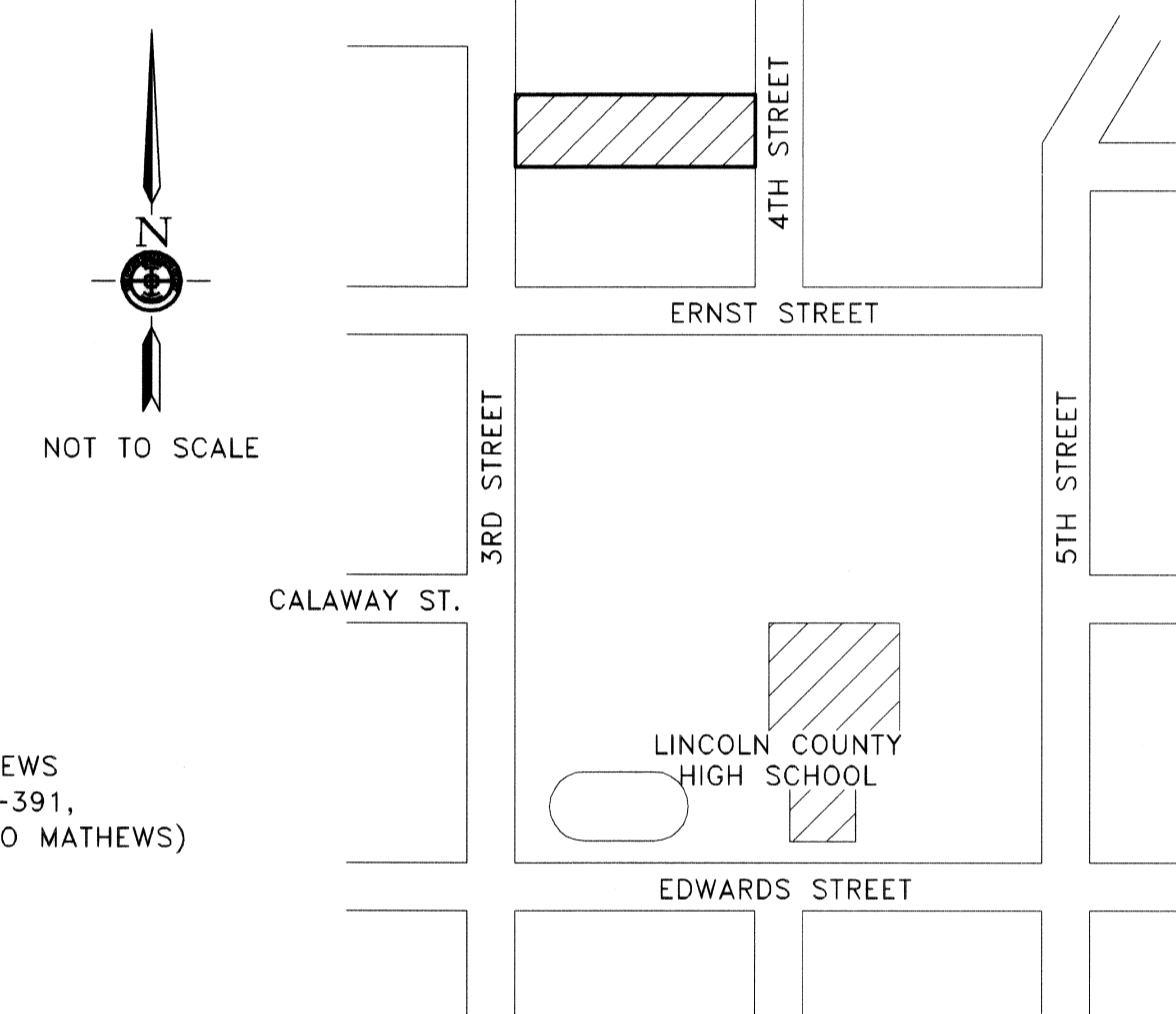 4TH STREET
N
ERNST STREET
NOT TO SCALE
3RD STREET
5TH STREET
CALAWAY ST.
LINCOLN COUNTY
HIGH SCHOOL
EWS
-391,
O MATHEWS)
EDWARDS STREET